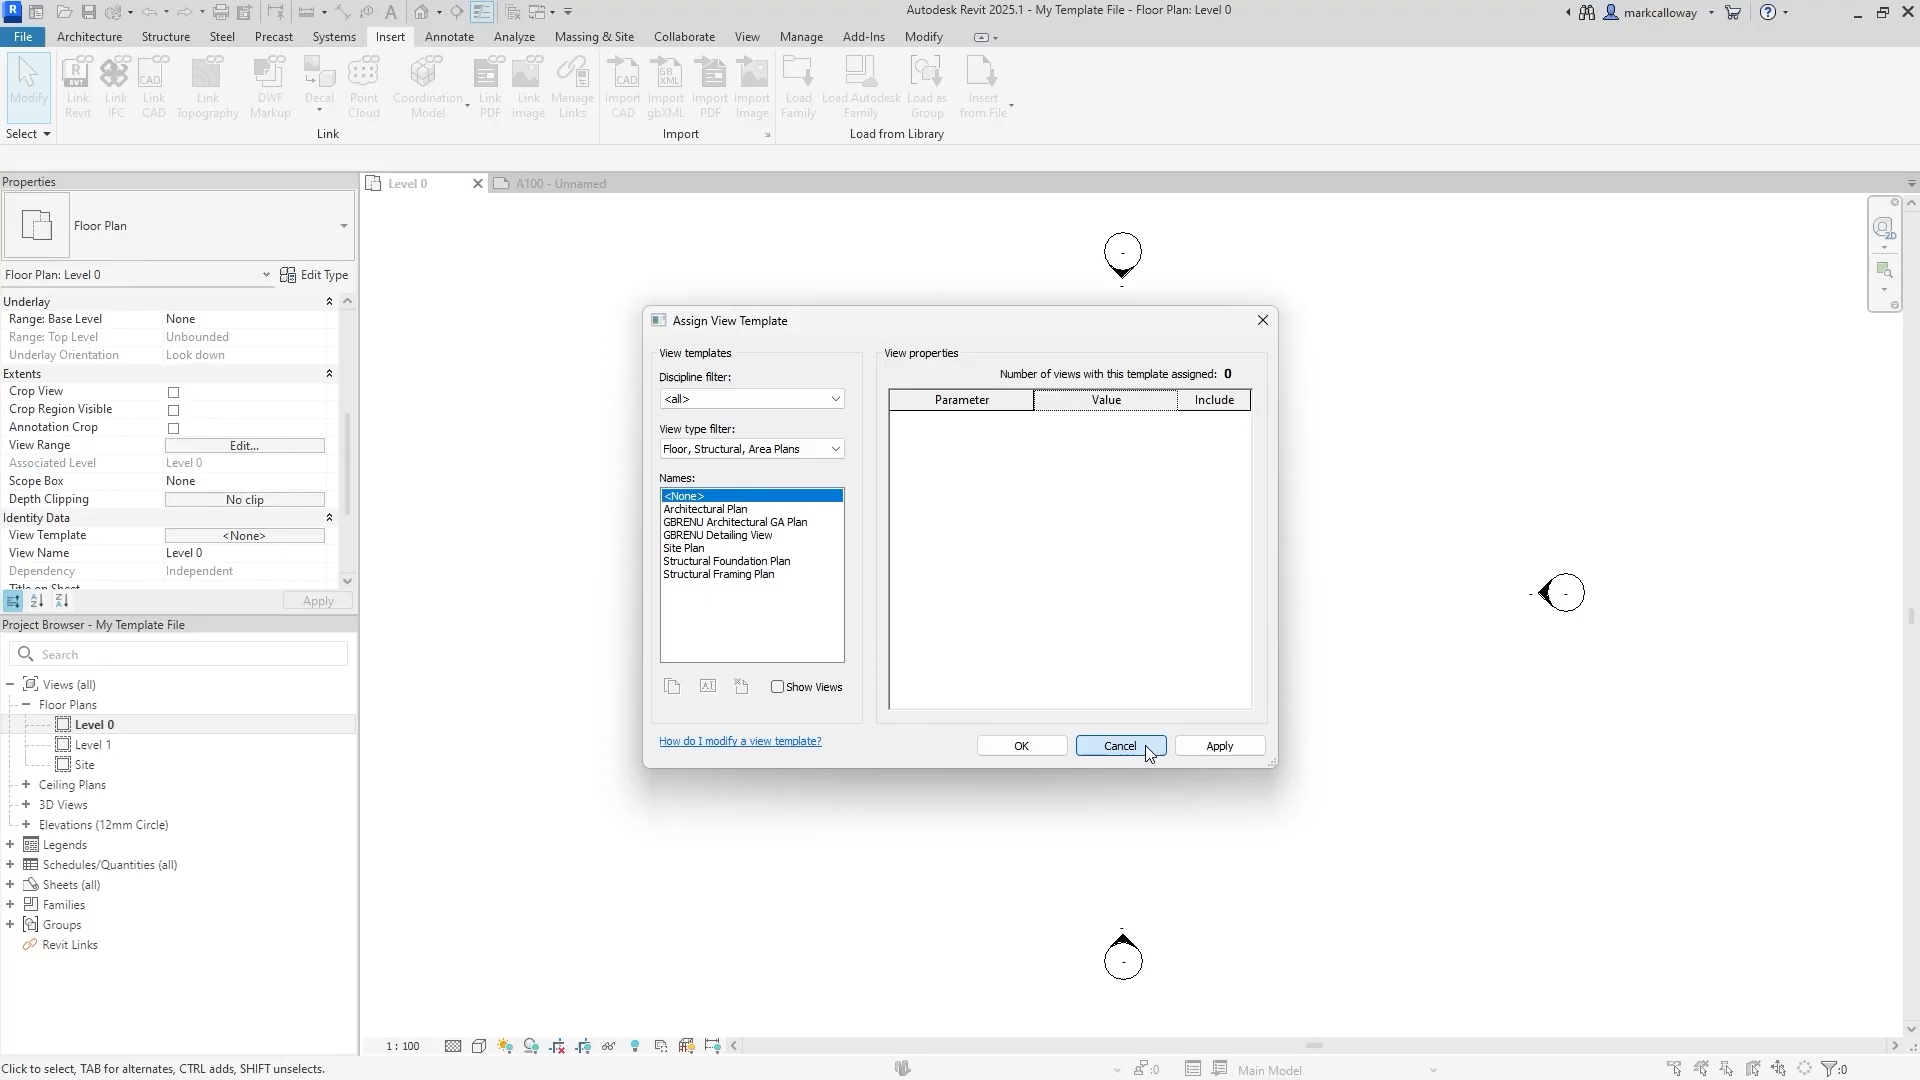 Autodesk Revit 2025.1 - My Template File - Floor Plan: Level 0
markcalloway
File
Architecture
Structure
Steel
Precast
Systems
Insert
Annotate
Analyze
Massing & Site
Collaborate
View
Manage
Add-Ins
Modify
Modify
Link
Revit
Link
IFC
Link
CAD
Link
Topography
DWF
Markup
Decal
Point
Cloud
Coordination
Model
Link
PDF
Link
Image
Manage
Links
Import
CAD
Import
gbXML
Import
PDF
Import
Image
Load
Family
Load Autodesk
Family
Load as
Group
Insert
from File
Select
Link
Import
Load from Library
Properties
Floor Plan
Floor Plan: Level 0
Edit Type
Underlay
Range: Base Level None
Range: Top Level Unbounded
Underlay Orientation Look down
Extents
Crop View
Crop Region Visible
Annotation Crop
View Range Edit...
Associated Level Level 0
Scope Box None
Depth Clipping No clip
Identity Data
View Template <None>
View Name Level 0
Dependency Independent
Title on Sheet
Apply
Project Browser - My Template File
Search
Views (all)
Floor Plans
Level 0
Level 1
Site
Ceiling Plans
3D Views
Elevations (12mm Circle)
Legends
Schedules/Quantities (all)
Sheets (all)
Families
Groups
Revit Links
Level 0
A100 - Unnamed
2D
Assign View Template
View templates
Discipline filter:
<all>
View type filter:
Floor, Structural, Area Plans
Names:
<None>
Architectural Plan
GBRENU Architectural GA Plan
GBRENU Detailing View
Site Plan
Structural Foundation Plan
Structural Framing Plan
Show Views
How do I modify a view template?
View properties
Number of views with this template assigned: 0
Parameter Value Include
OK
Cancel
Apply
1 : 100
Click to select, TAB for alternates, CTRL adds, SHIFT unselects.
:0
Main Model
:0